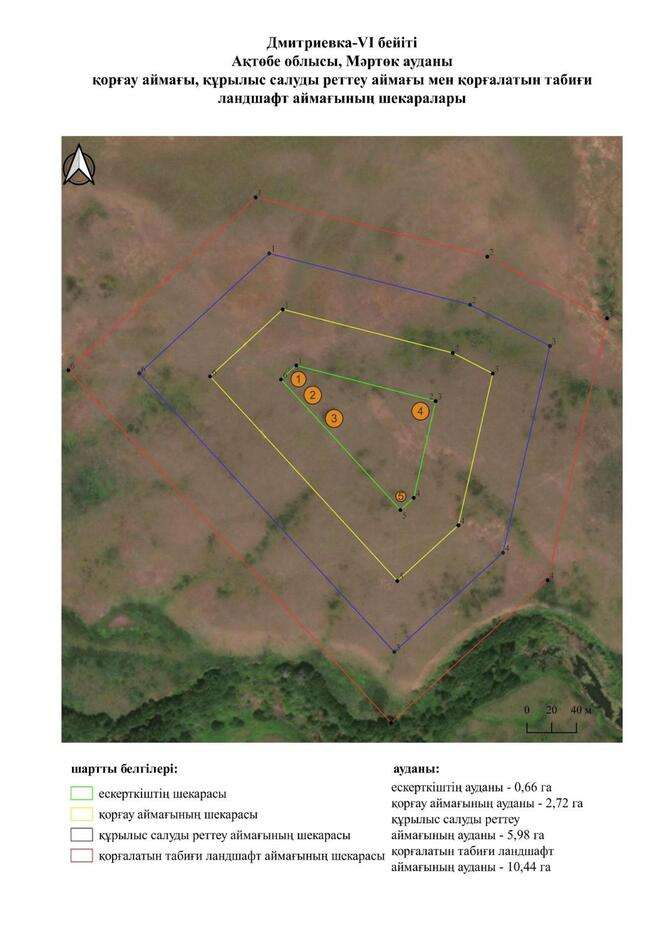 Дмитриевка-VI бейіті
Ақтөбе облысы, Мәртөк ауданы
қорғау аймағы, құрылыс салуды реттеу аймағы мен қорғалатын табиғи
ландшафт аймағының шекаралары
1
2
3
4
5
0 20 40 м
шартты белгілері:
ескерткіштің шекарасы
қорғау аймағының шекарасы
құрылыс салуды реттеу аймағының шекарасы
қорғалатын табиғи ландшафт аймағының шекарасы
ауданы:
ескерткіштің ауданы - 0,66 га
қорғау аймағының ауданы - 2,72 га
құрылыс салуды реттеу
аймағының ауданы - 5,98 га
қорғалатын табиғи ландшафт
аймағының ауданы - 10,44 га